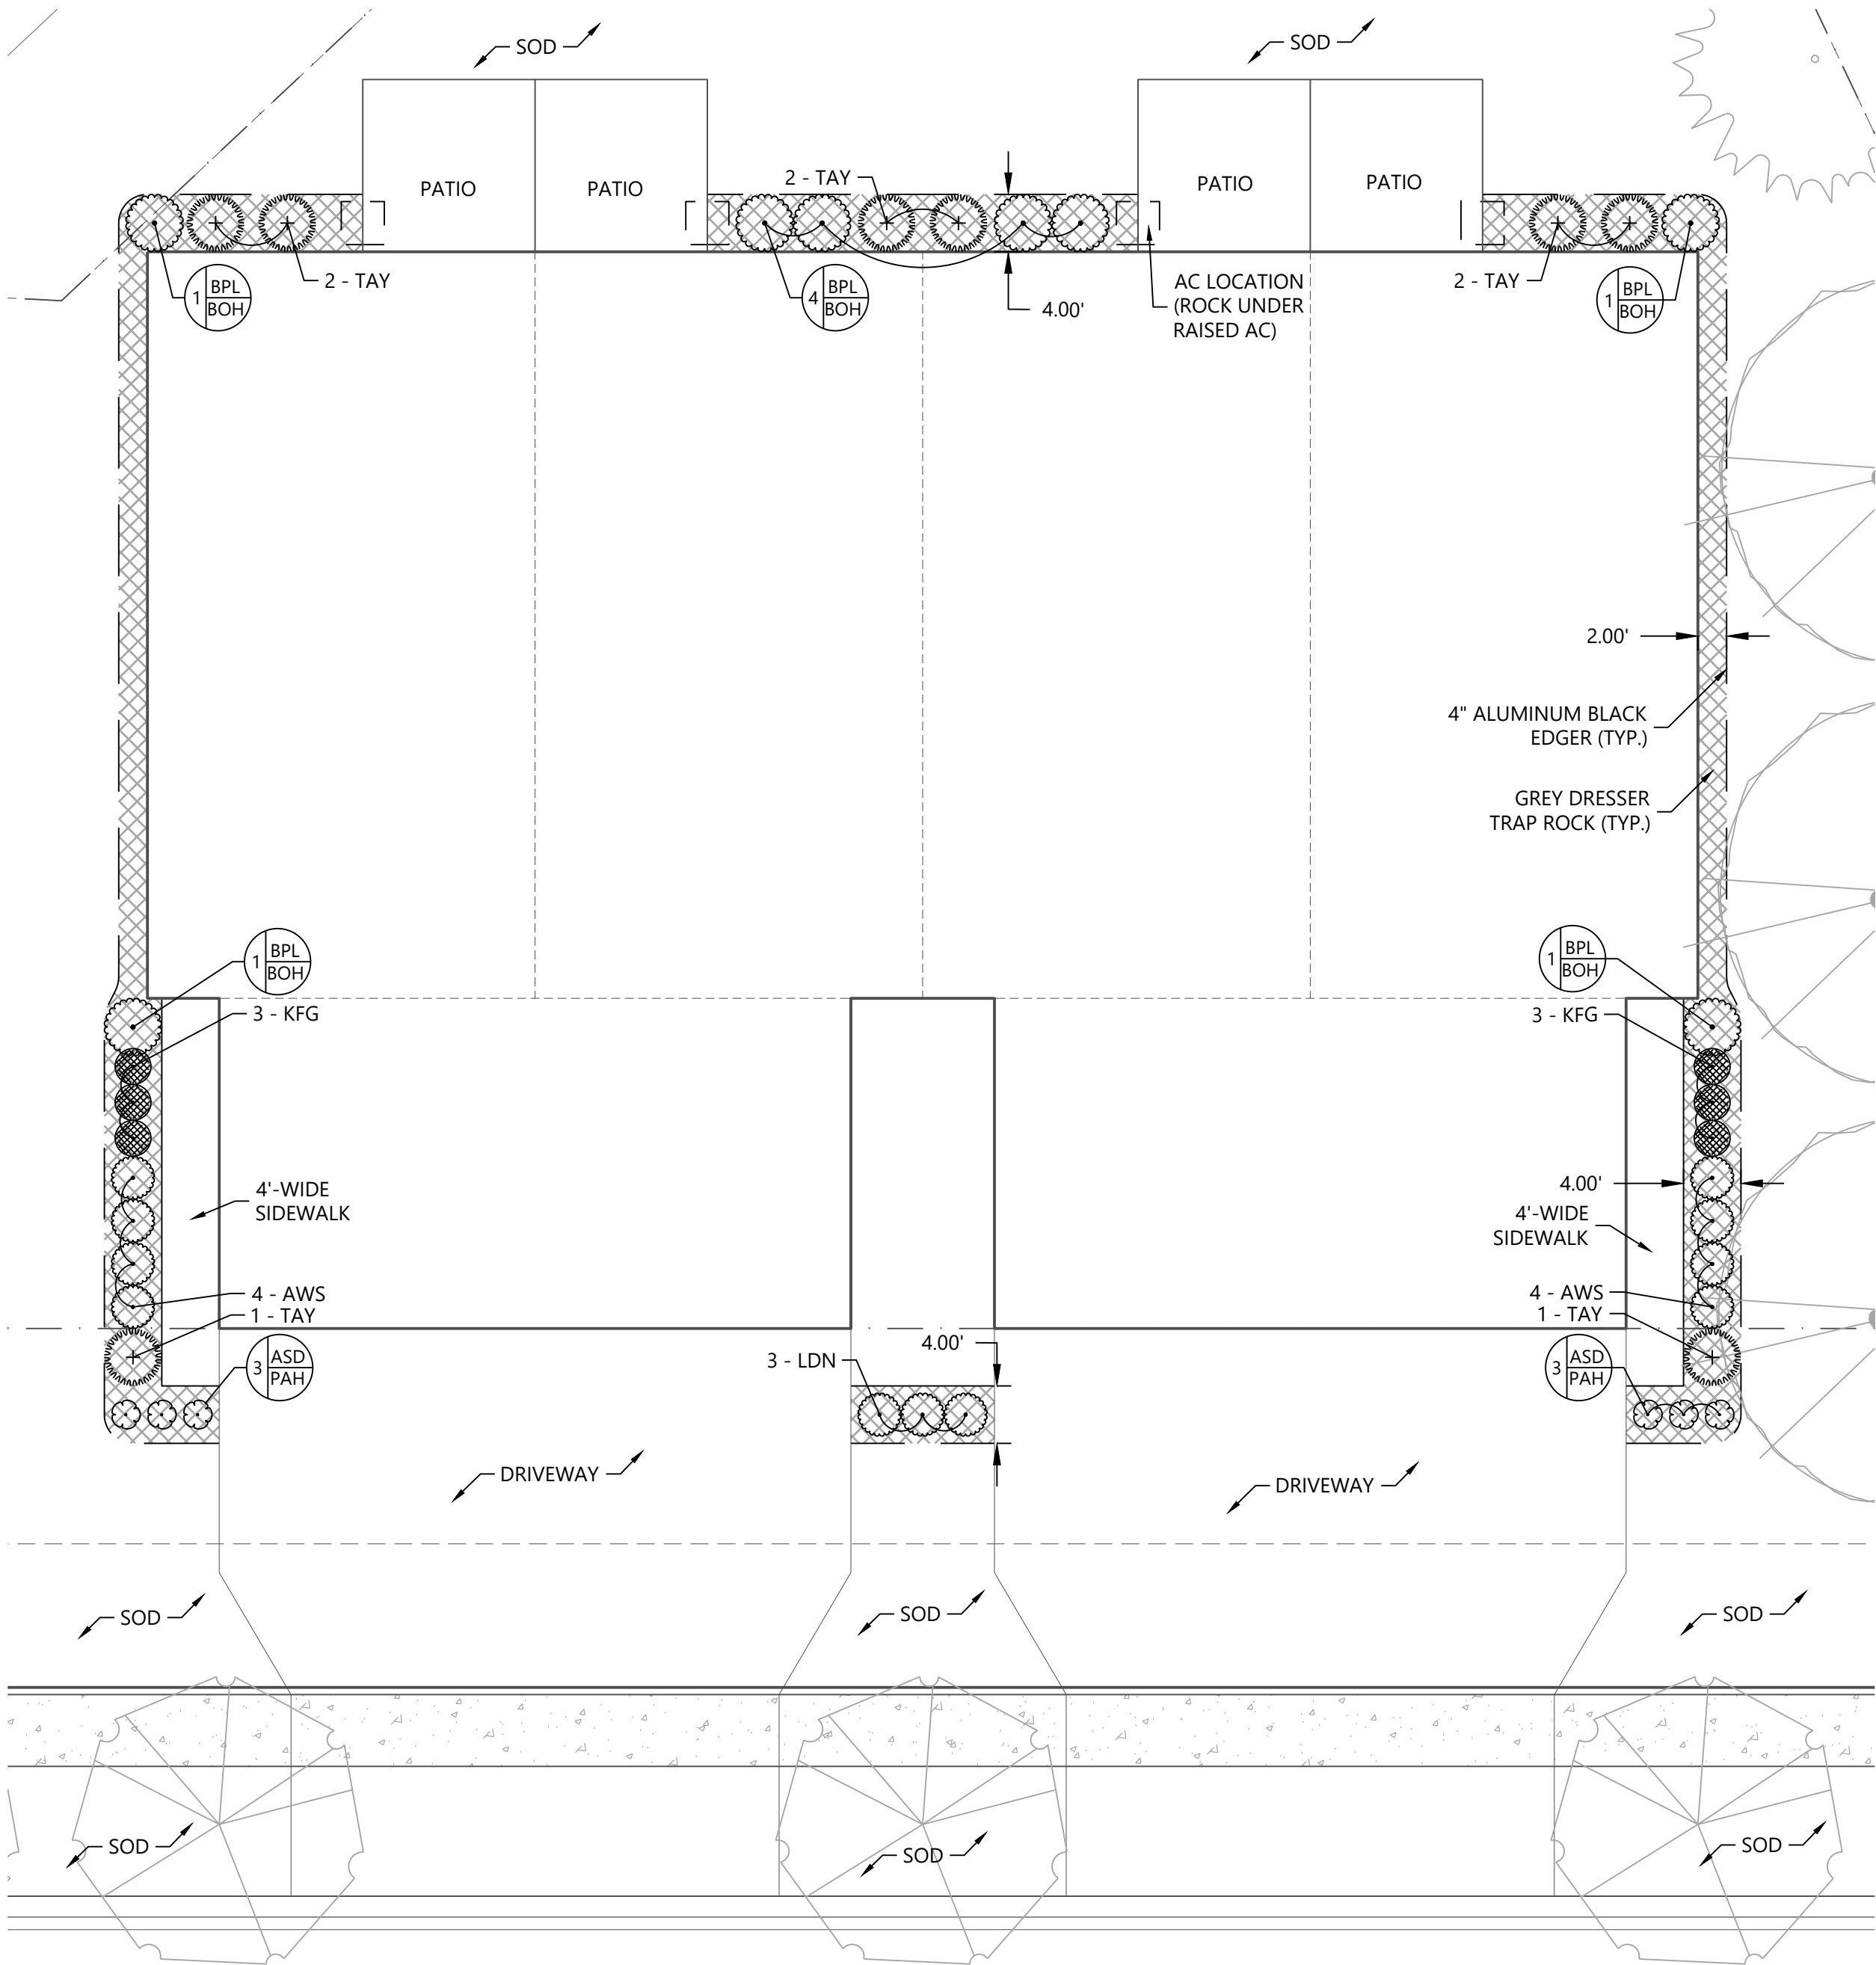 SOD
SOD
PATIO
PATIO
2 - TAY
PATIO
PATIO
2 - TAY
1 BPL
BOH
4 BPL
BOH
4.00'
AC LOCATION
(ROCK UNDER
RAISED AC)
2 - TAY
1 BPL
BOH
2.00'
4" ALUMINUM BLACK
EDGER (TYP.)
GREY DRESSER
TRAP ROCK (TYP.)
1 BPL
BOH
3 - KFG
1 BPL
BOH
3 - KFG
4'-WIDE
SIDEWALK
4.00'
4'-WIDE
SIDEWALK
4 - AWS
1 - TAY
4 - AWS
1 - TAY
3 ASD
PAH
3 - LDN
4.00'
3 ASD
PAH
DRIVEWAY
DRIVEWAY
SOD
SOD
SOD
SOD
SOD
SOD